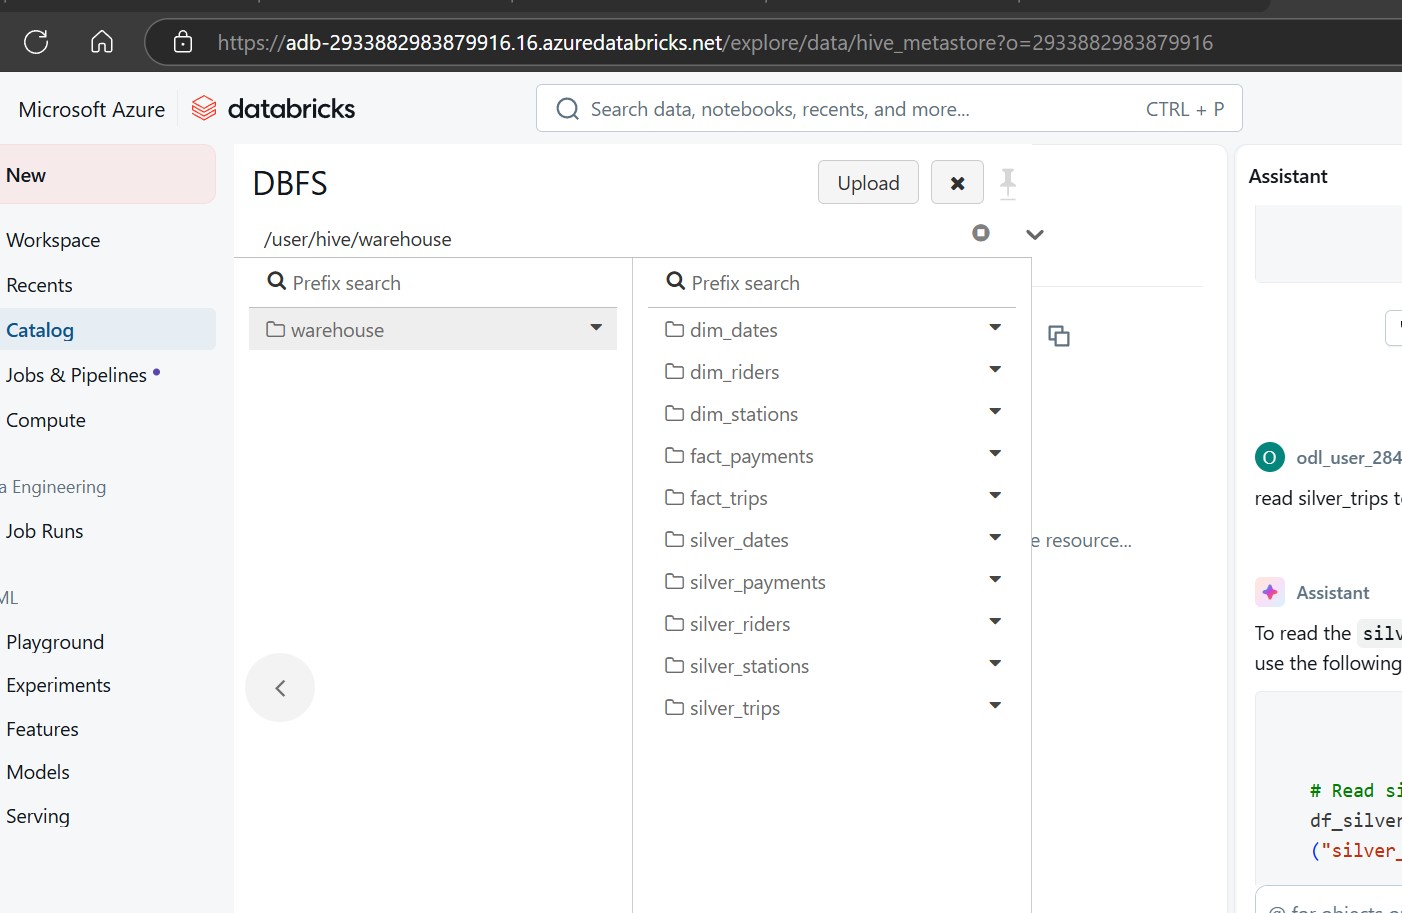 https://adb-2933882983879916.16.azuredatabricks.net/explore/data/hive_metastore?o=2933882983879916
Microsoft Azure
databricks
Search data, notebooks, recents, and more...
CTRL + P
New
Workspace
Recents
Catalog
Jobs & Pipelines
Compute
a Engineering
Job Runs
ML
Playground
Experiments
Features
Models
Serving
DBFS
Upload
/user/hive/warehouse
Prefix search
warehouse
Prefix search
dim_dates
dim_riders
dim_stations
fact_payments
fact_trips
silver_dates
silver_payments
silver_riders
silver_stations
silver_trips
e resource...
Assistant
O odl_user_284
read silver_trips t
Assistant
To read the silv
use the following
# Read si
df_silver
("silver_